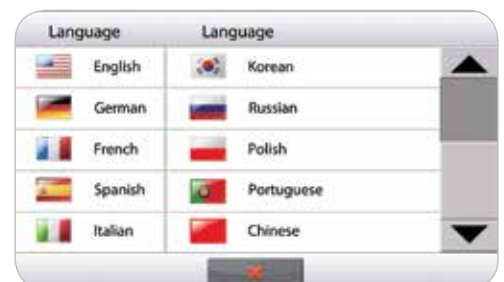 Language Language
English Korean
German Russian
French Polish
Spanish Portuguese
Italian Chinese